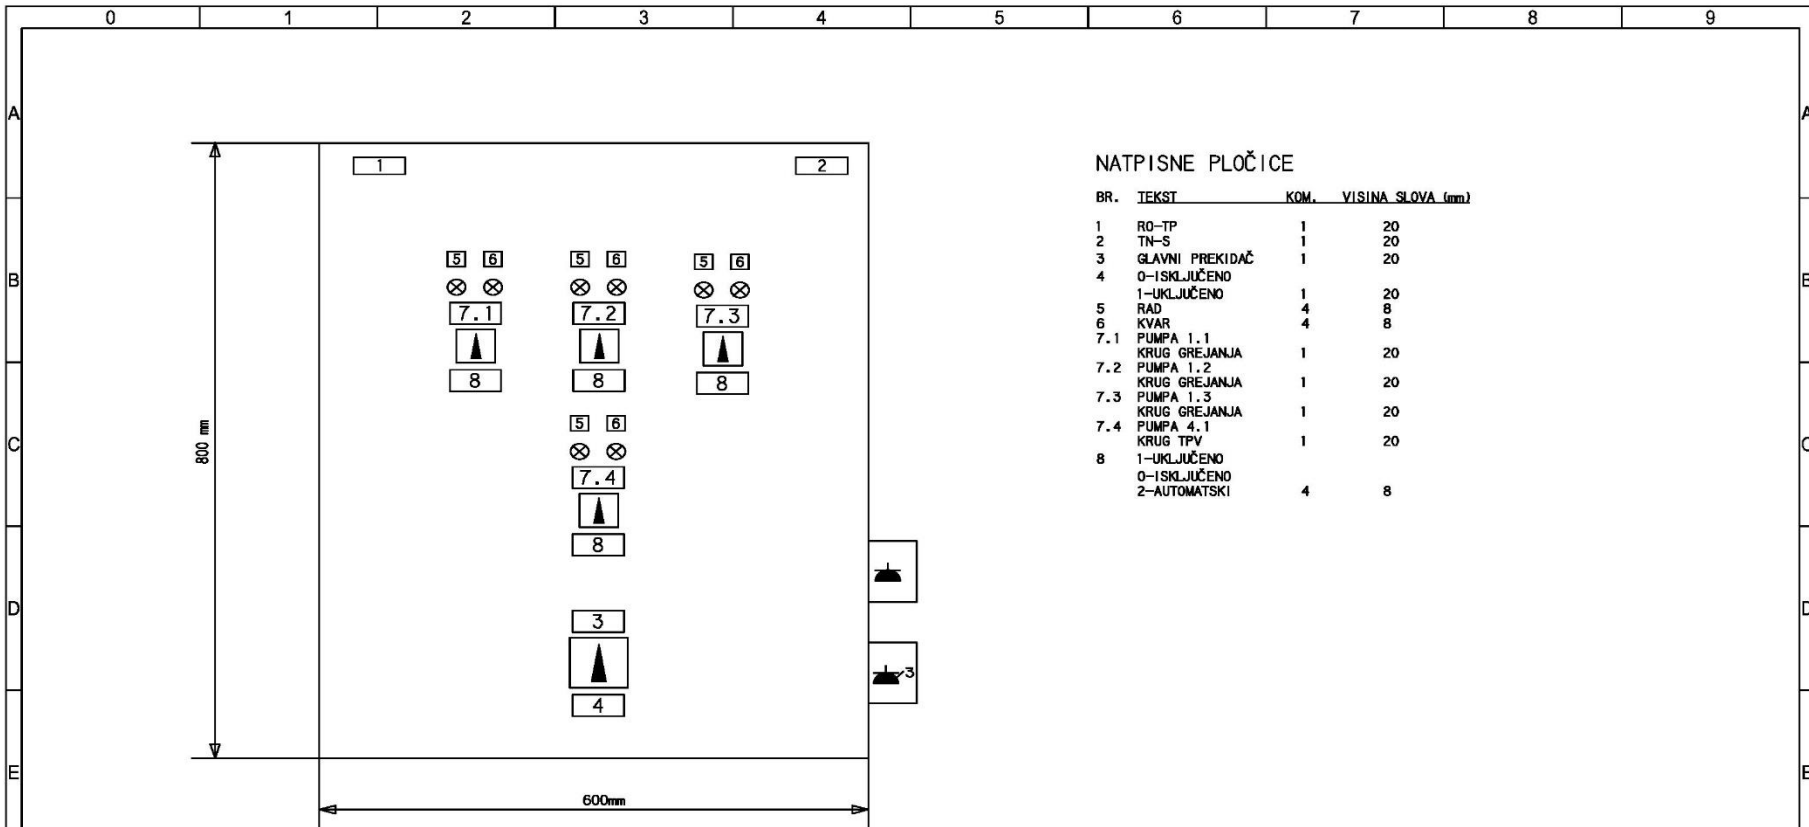 0 1 2 3 4 5 6 7 8 9
A A
1 2
NATPISNE PLOČICE
BR. TEKST KOM. VISINA SLOVA (mm)
1 RO-TP 1 20
2 TN-S 1 20
3 GLAVNI PREKIDAČ 1 20
4 0-ISKLJUČENO
1-UKLJUČENO 1 20
5 RAD 4 8
6 KVAR 4 8
7.1 PUMPA 1.1
KRUG GREJANJA 1 20
7.2 PUMPA 1.2
KRUG GREJANJA 1 20
7.3 PUMPA 1.3
KRUG GREJANJA 1 20
7.4 PUMPA 4.1
KRUG TPV 1 20
8 1-UKLJUČENO
0-ISKLJUČENO
2-AUTOMATSKI 4 8
5 6 5 6 5 6
B B
7.1 7.2 7.3
8 8 8
5 6
C C
800 mm
7.4
8
D D
3
3
4
E E
600mm